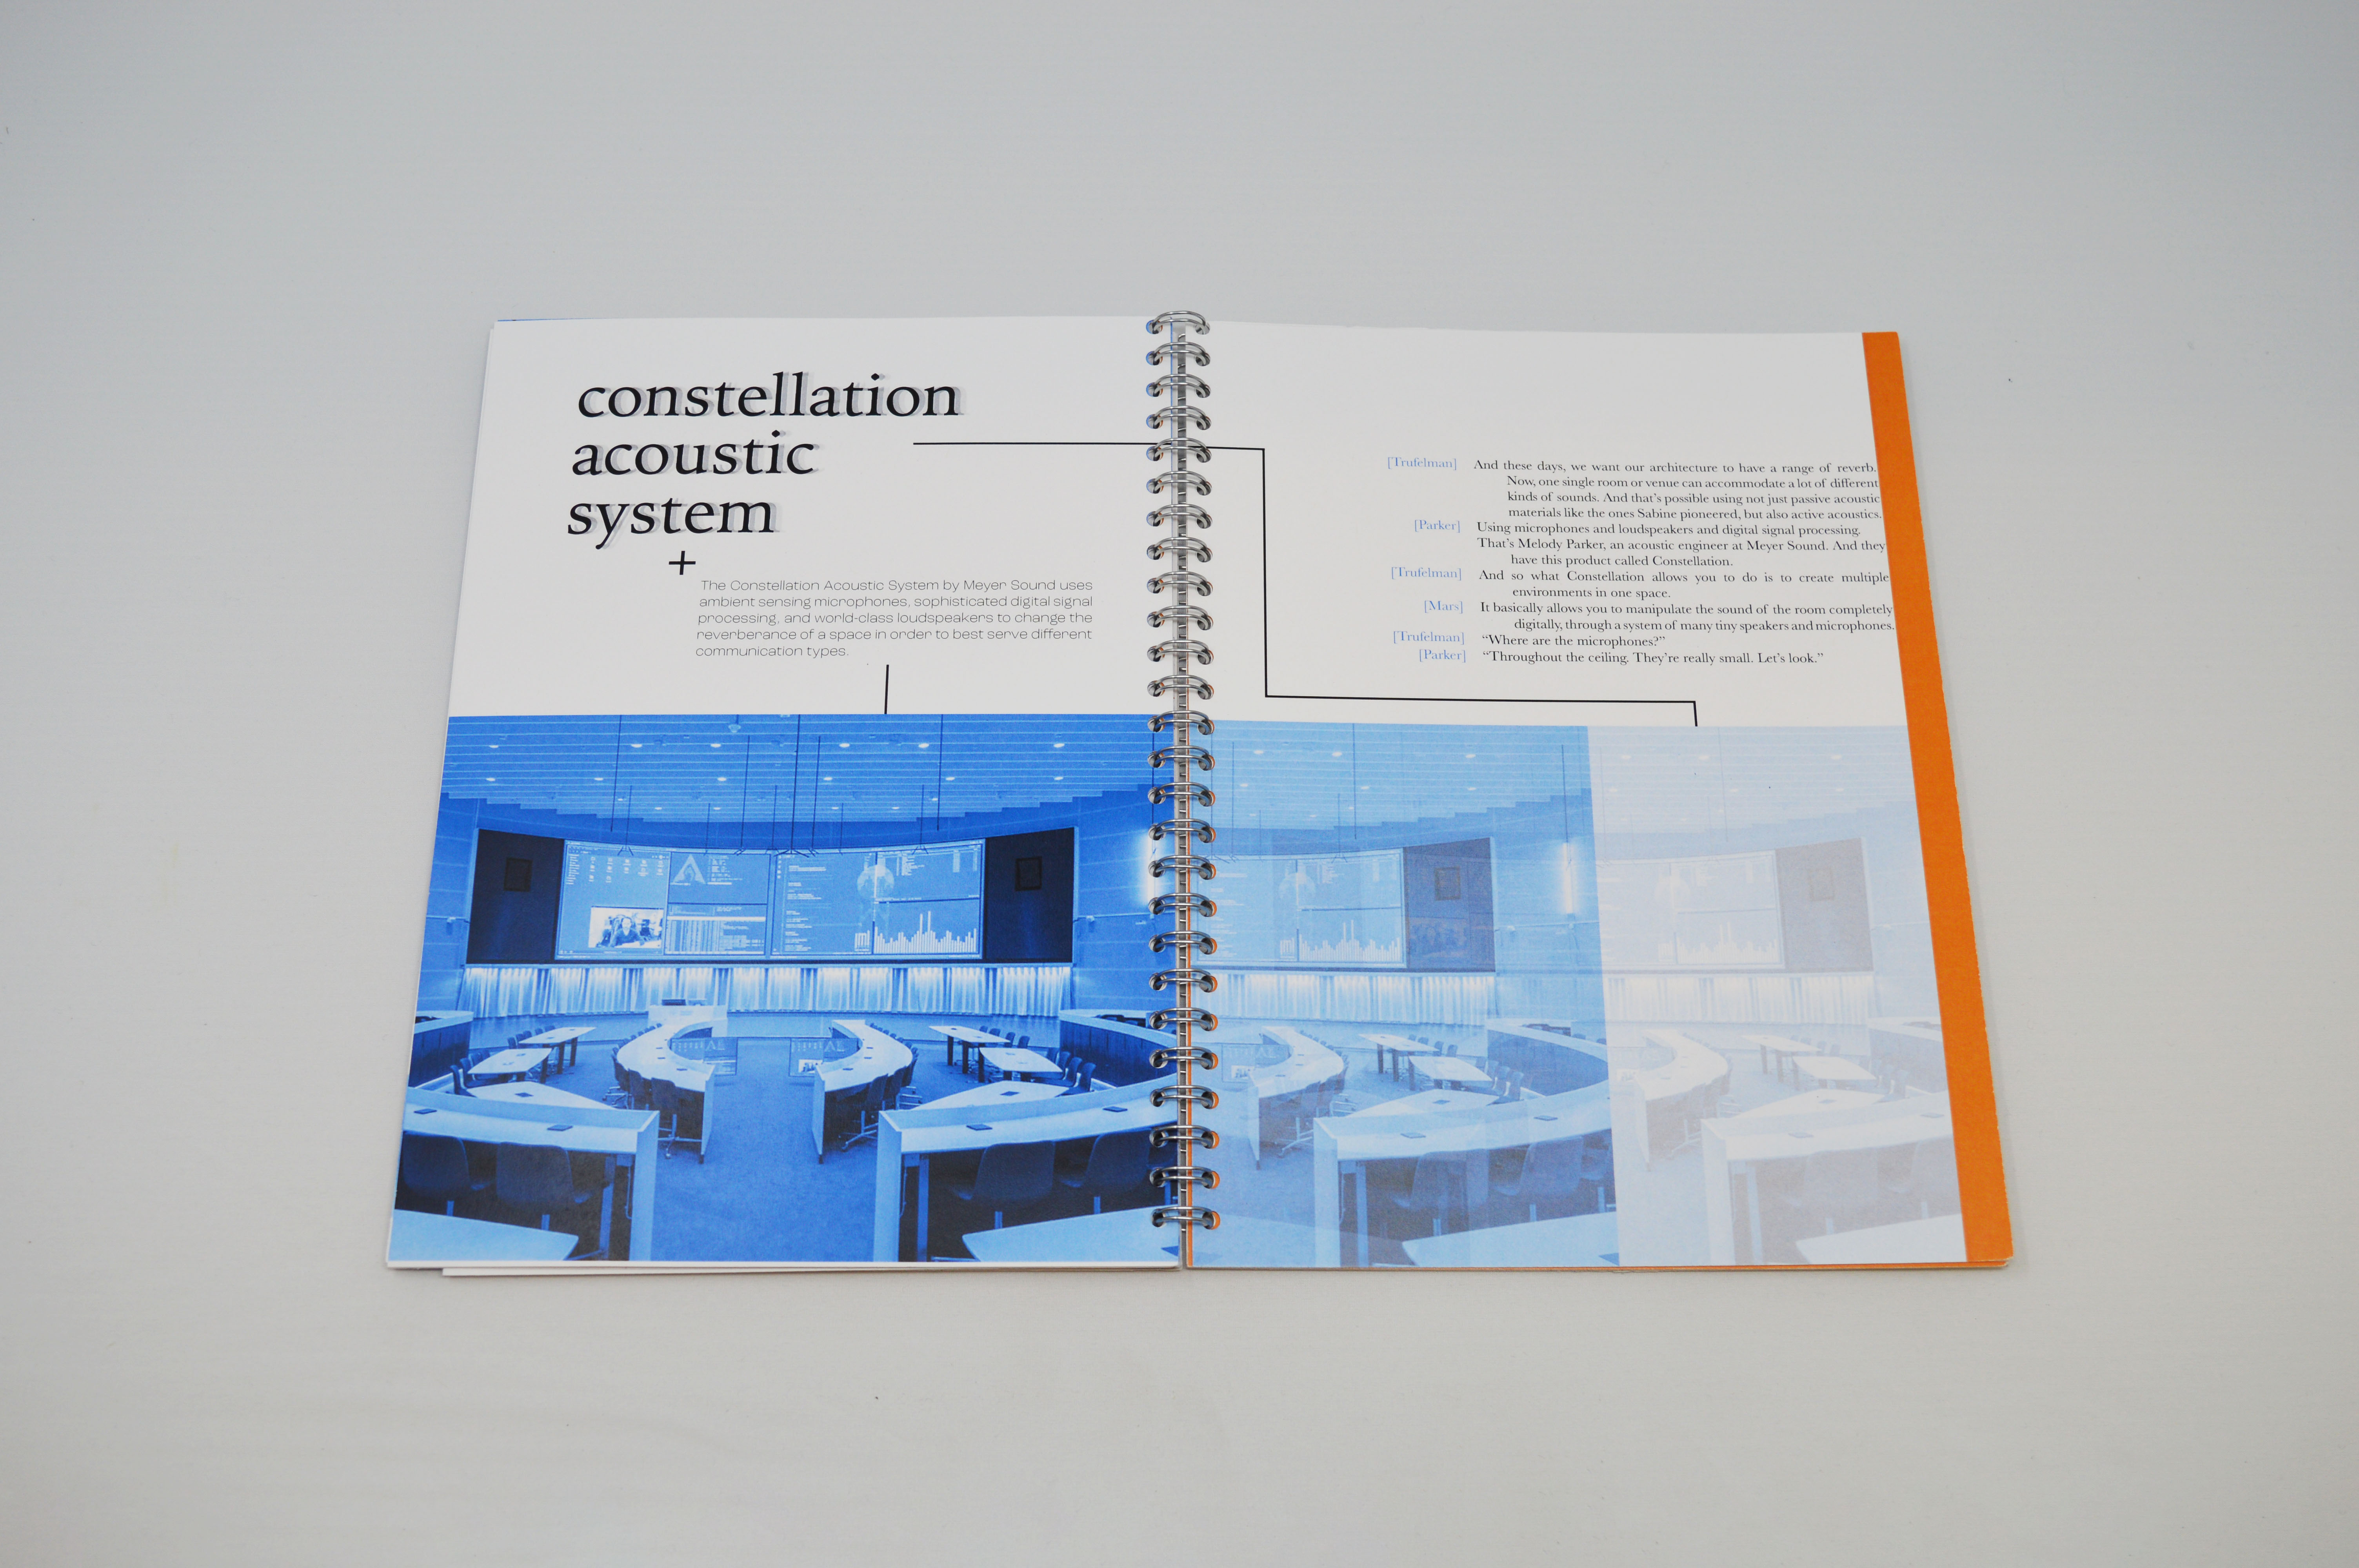 constellation
acoustic
system
+
The Constellation Acoustic System by Meyer Sound uses
ambient sensing microphones, sophisticated digital signal
processing, and world-class loudspeakers to change the
reverberance of a space in order to best serve different
communication types.
[Trufelman] And these days, we want our architecture to have a range of reverb.
Now, one single room or venue can accommodate a lot of different
kinds of sounds. And that's possible using not just passive acoustic
materials like the ones Sabine pioneered, but also active acoustics.
[Parker] Using microphones and loudspeakers and digital signal processing.
That's Melody Parker, an acoustic engineer at Meyer Sound. And they
have this product called Constellation.
[Trufelman] And so what Constellation allows you to do is to create multiple
environments in one space.
[Mars] It basically allows you to manipulate the sound of the room completely
digitally, through a system of many tiny speakers and microphones.
[Trufelman] “Where are the microphones?”
[Parker] “Throughout the ceiling. They're really small. Let's look.”